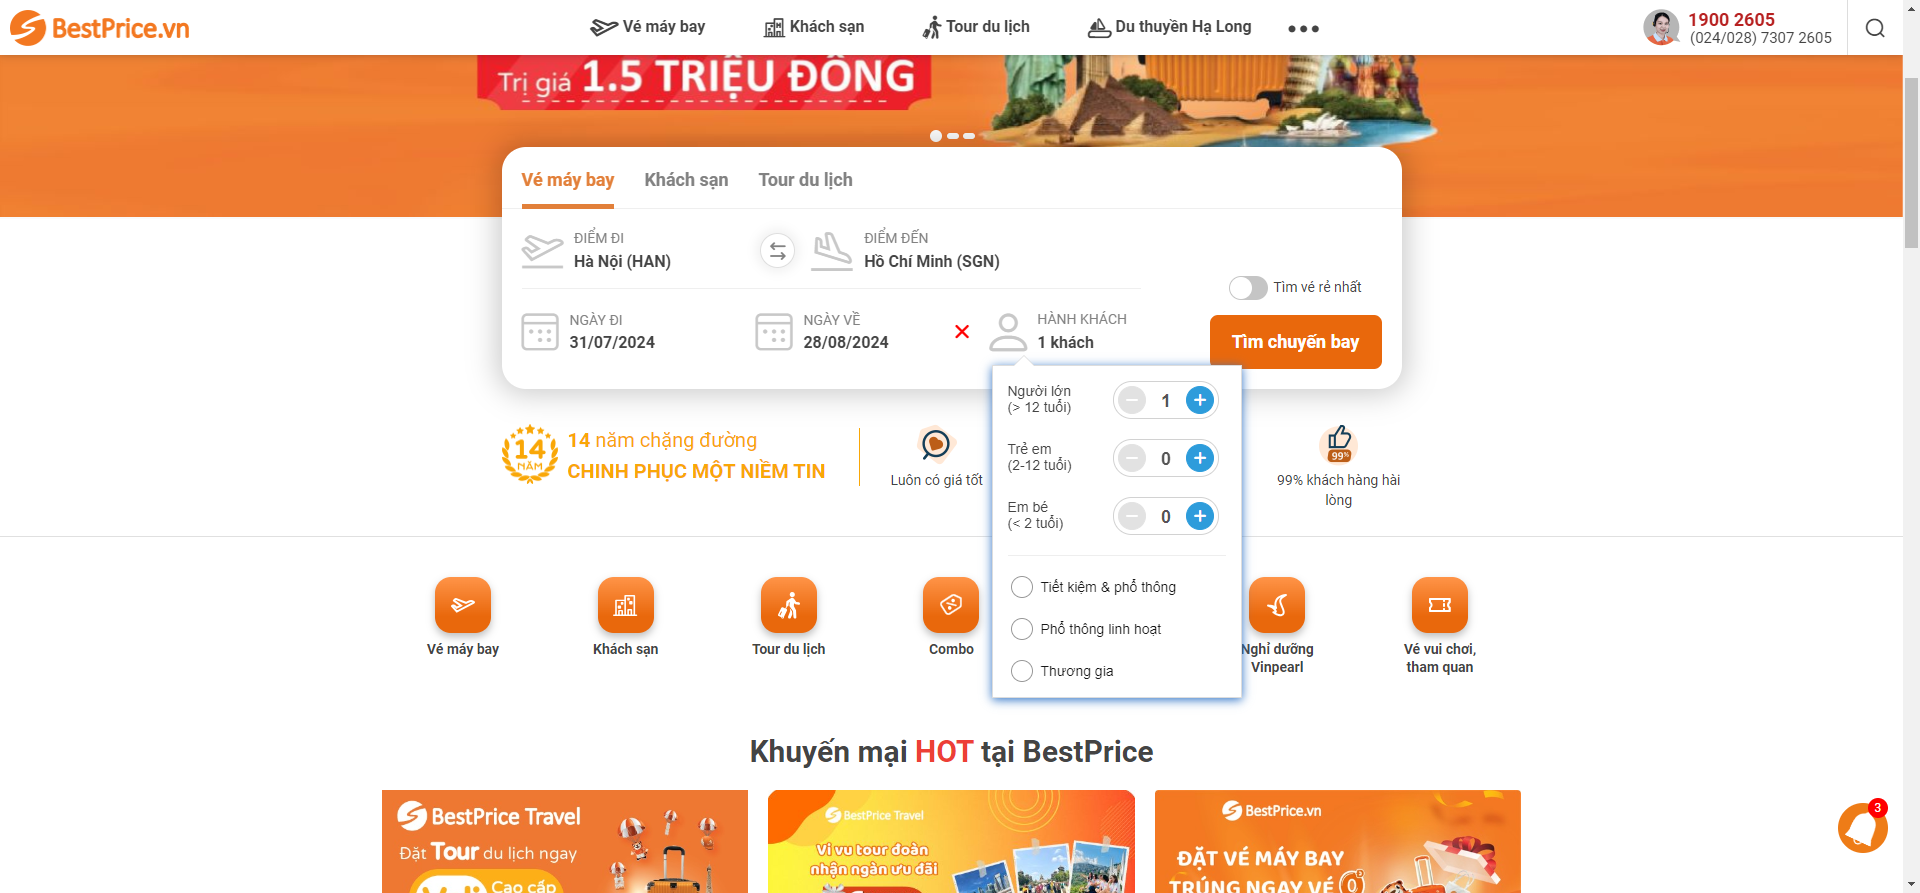 BestPrice.vn
Vé máy bay
Khách sạn
Tour du lịch
Du thuyền Hạ Long
1900 2605
(024/028) 7307 2605
Trị giá 1.5 TRIỆU ĐỒNG
Vé máy bay
Khách sạn
Tour du lịch
ĐIỂM ĐI
Hà Nội (HAN)
ĐIỂM ĐẾN
Hồ Chí Minh (SGN)
Tìm vé rẻ nhất
NGÀY ĐI
31/07/2024
NGÀY VỀ
28/08/2024
HÀNH KHÁCH
1 khách
Tìm chuyến bay
Người lớn
(> 12 tuổi)
1
Trẻ em
(2-12 tuổi)
0
Em bé
(< 2 tuổi)
0
Tiết kiệm & phổ thông
Phổ thông linh hoạt
Thương gia
14
NĂM
14 năm chặng đường
CHINH PHỤC MỘT NIỀM TIN
Luôn có giá tốt
99%
99% khách hàng hài
lòng
Vé máy bay
Khách sạn
Tour du lịch
Combo
Nghỉ dưỡng
Vinpearl
Vé vui chơi,
tham quan
Khuyến mại HOT tại BestPrice
BestPrice Travel
Đặt Tour du lịch ngay
Cao cấp
BestPrice Travel
Vi vu tour đoàn
nhận ngàn ưu đãi
BestPrice.vn
ĐẶT VÉ MÁY BAY
TRÚNG NGAY VÉ 0
3